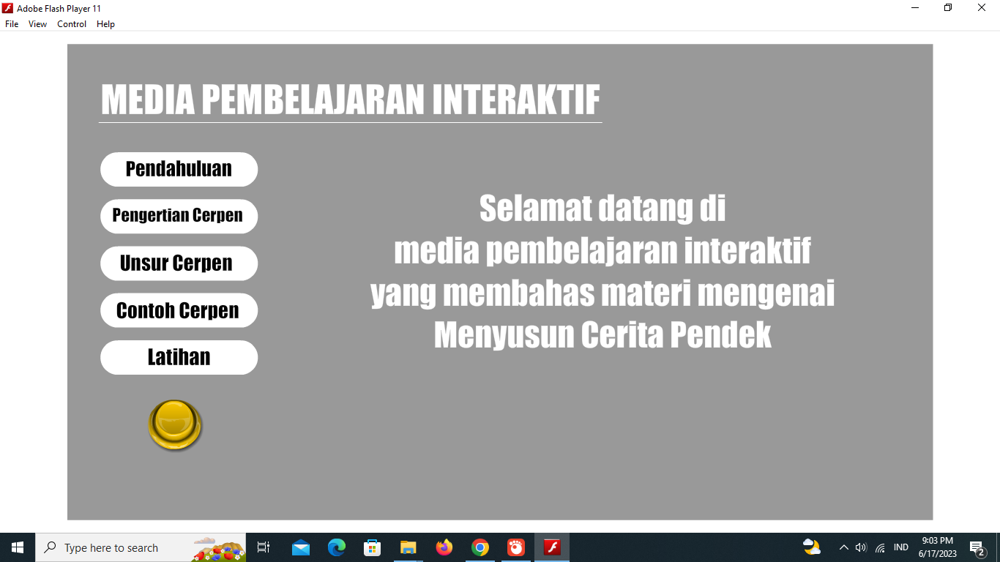 Adobe Flash Player 11
File View Control Help
MEDIA PEMBELAJARAN INTERAKTIF
Pendahuluan
Pengertian Cerpen
Unsur Cerpen
Contoh Cerpen
Latihan
Selamat datang di
media pembelajaran interaktif
yang membahas materi mengenai
Menyusun Cerita Pendek
Type here to search
IND
9:03 PM
6/17/2023
2